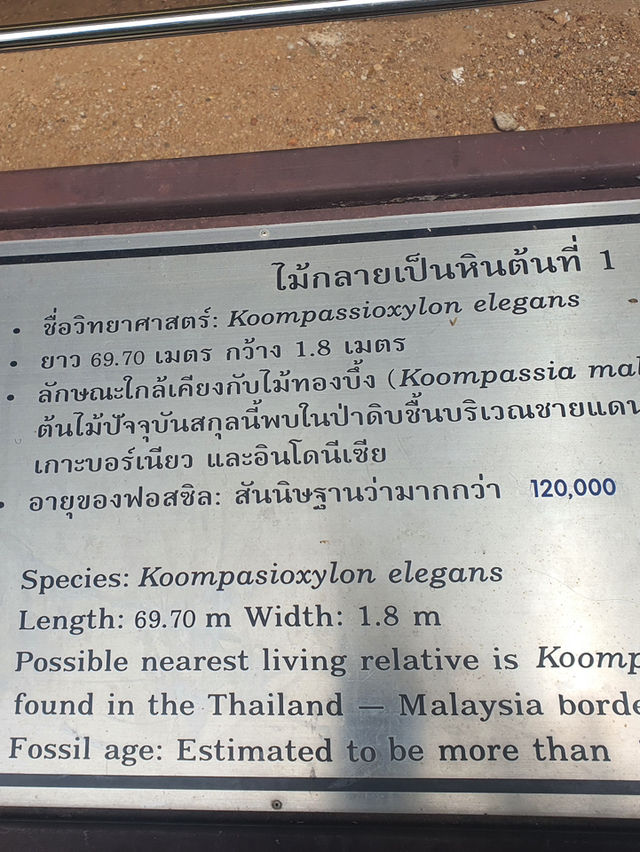 ไม้กลายเป็นหินต้นที่ 1
• ชื่อวิทยาศาสตร์: Koompassioxylon elegans
• ยาว 69.70 เมตร กว้าง 1.8 เมตร
• ลักษณะใกล้เคียงกับไม้ทองบึ้ง (Koompassia mal
ต้นไม้ปัจจุบันสกุลนี้พบในป่าดิบชื้นบริเวณชายแดน
เกาะบอร์เนียว และอินโดนีเซีย
• อายุของฟอสซิล: สันนิษฐานว่ามากกว่า 120,000
Species: Koompasioxylon elegans
Length: 69.70 m Width: 1.8 m
Possible nearest living relative is Koomp
found in the Thailand — Malaysia borde
Fossil age: Estimated to be more than